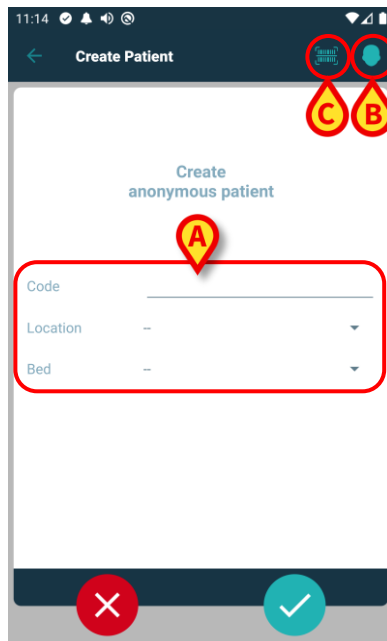 11:14
Create Patient
C
B
Create
anonymous patient
A
Code
Location --
Bed --